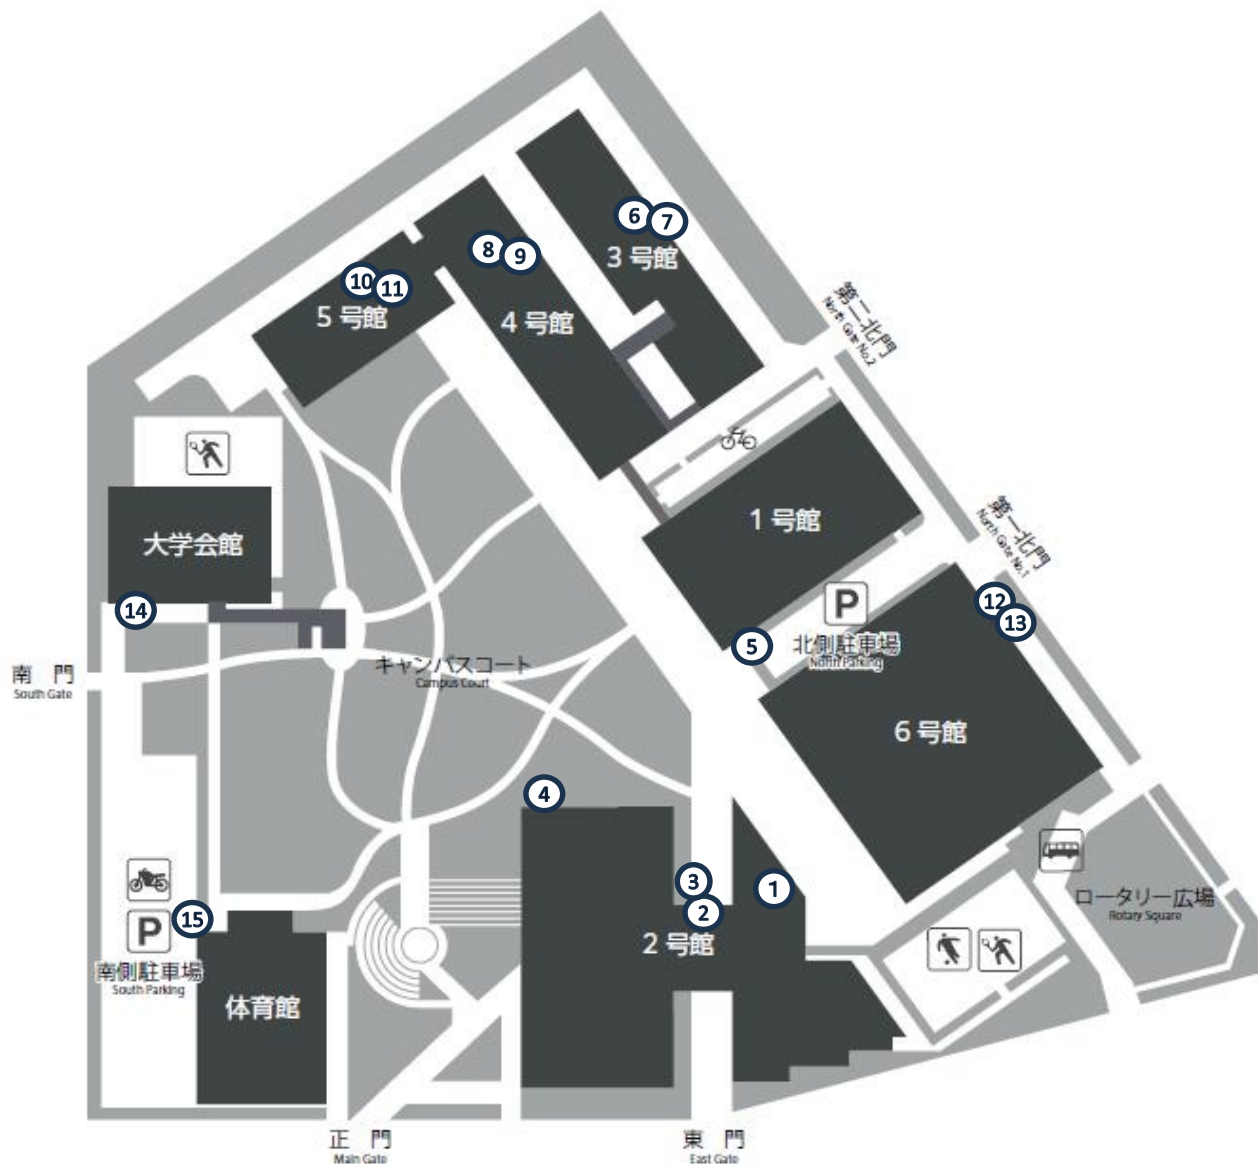 6
7
3 号館
8
9
10
11
5 号館
4 号館
第二北門
North Gate No.2
1 号館
第一北門
North Gate No.1
大学会館
12
13
P
14
5
北側駐車場
North Parking
南 門
South Gate
キャンパスコート
Campus Court
6 号館
4
3
1
2
2 号館
P
15
南側駐車場
South Parking
体育館
ロータリー広場
Rotary Square
正 門
Main Gate
東 門
East Gate